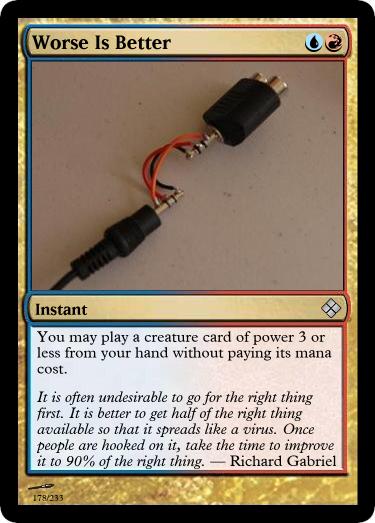 Worse Is Better
Instant
You may play a creature card of power 3 or
less from your hand without paying its mana
cost.
It is often undesirable to go for the right thing
first. It is better to get half of the right thing
available so that it spreads like a virus. Once
people are hooked on it, take the time to improve
it to 90% of the right thing. — Richard Gabriel
178/233